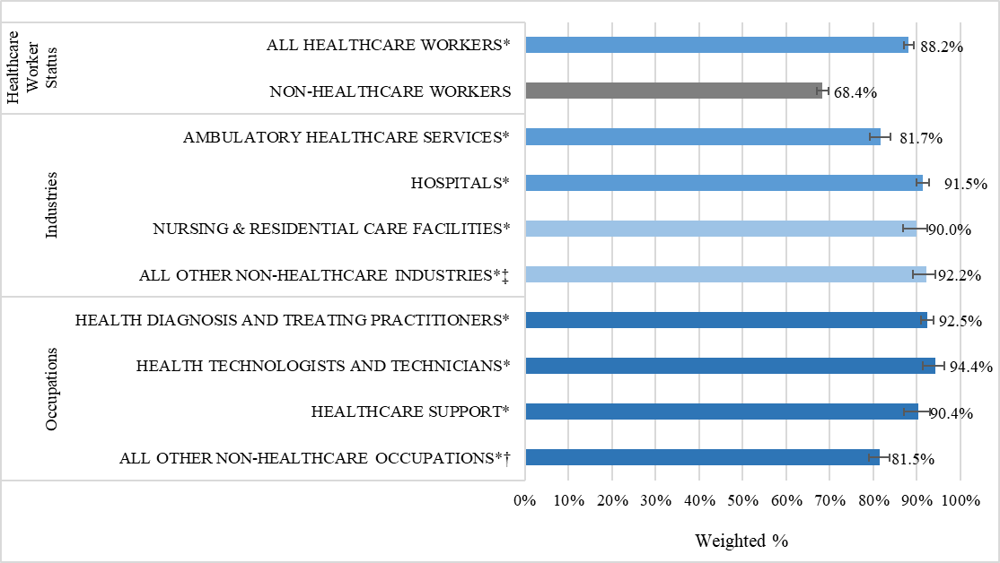 Healthcare
Worker
Status
ALL HEALTHCARE WORKERS*
88.2%
NON-HEALTHCARE WORKERS
68.4%
Industries
AMBULATORY HEALTHCARE SERVICES*
81.7%
HOSPITALS*
91.5%
NURSING & RESIDENTIAL CARE FACILITIES*
90.0%
ALL OTHER NON-HEALTHCARE INDUSTRIES*‡
92.2%
Occupations
HEALTH DIAGNOSIS AND TREATING PRACTITIONERS*
92.5%
HEALTH TECHNOLOGISTS AND TECHNICIANS*
94.4%
HEALTHCARE SUPPORT*
90.4%
ALL OTHER NON-HEALTHCARE OCCUPATIONS*†
81.5%
0% 10% 20% 30% 40% 50% 60% 70% 80% 90% 100%
Weighted %